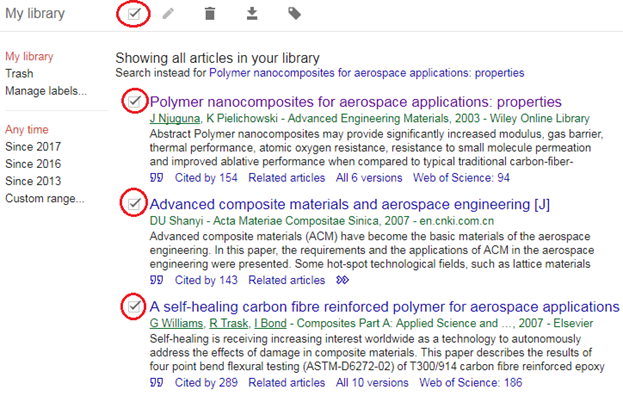 My library
My library
Trash
Manage labels...
Any time
Since 2017
Since 2016
Since 2013
Custom range...
Showing all articles in your library
Search instead for Polymer nanocomposites for aerospace applications: properties
Polymer nanocomposites for aerospace applications: properties
J Njuguna, K Pielichowski - Advanced Engineering Materials, 2003 - Wiley Online Library
Abstract Polymer nanocomposites may provide significantly increased modulus, gas barrier,
thermal performance, atomic oxygen resistance, resistance to small molecule permeation
and improved ablative performance when compared to typical traditional carbon-fiber-
Cited by 154 Related articles All 6 versions Web of Science: 94
Advanced composite materials and aerospace engineering [J]
DU Shanyi - Acta Materiae Compositae Sinica, 2007 - en.cnki.com.cn
Advanced composite materials (ACM) have become the basic materials of the aerospace
engineering. In this paper, the requirements and the applications of ACM in the aerospace
engineering were presented. Some hot-spot technological fields, such as lattice materials
Cited by 143 Related articles
A self-healing carbon fibre reinforced polymer for aerospace applications
G Williams, R Trask, I Bond - Composites Part A: Applied Science and …, 2007 - Elsevier
Self-healing is receiving increasing interest worldwide as a technology to autonomously
address the effects of damage in composite materials. This paper describes the results of
four point bend flexural testing (ASTM-D6272-02) of T300/914 carbon fibre reinforced epoxy
Cited by 289 Related articles All 10 versions Web of Science: 186